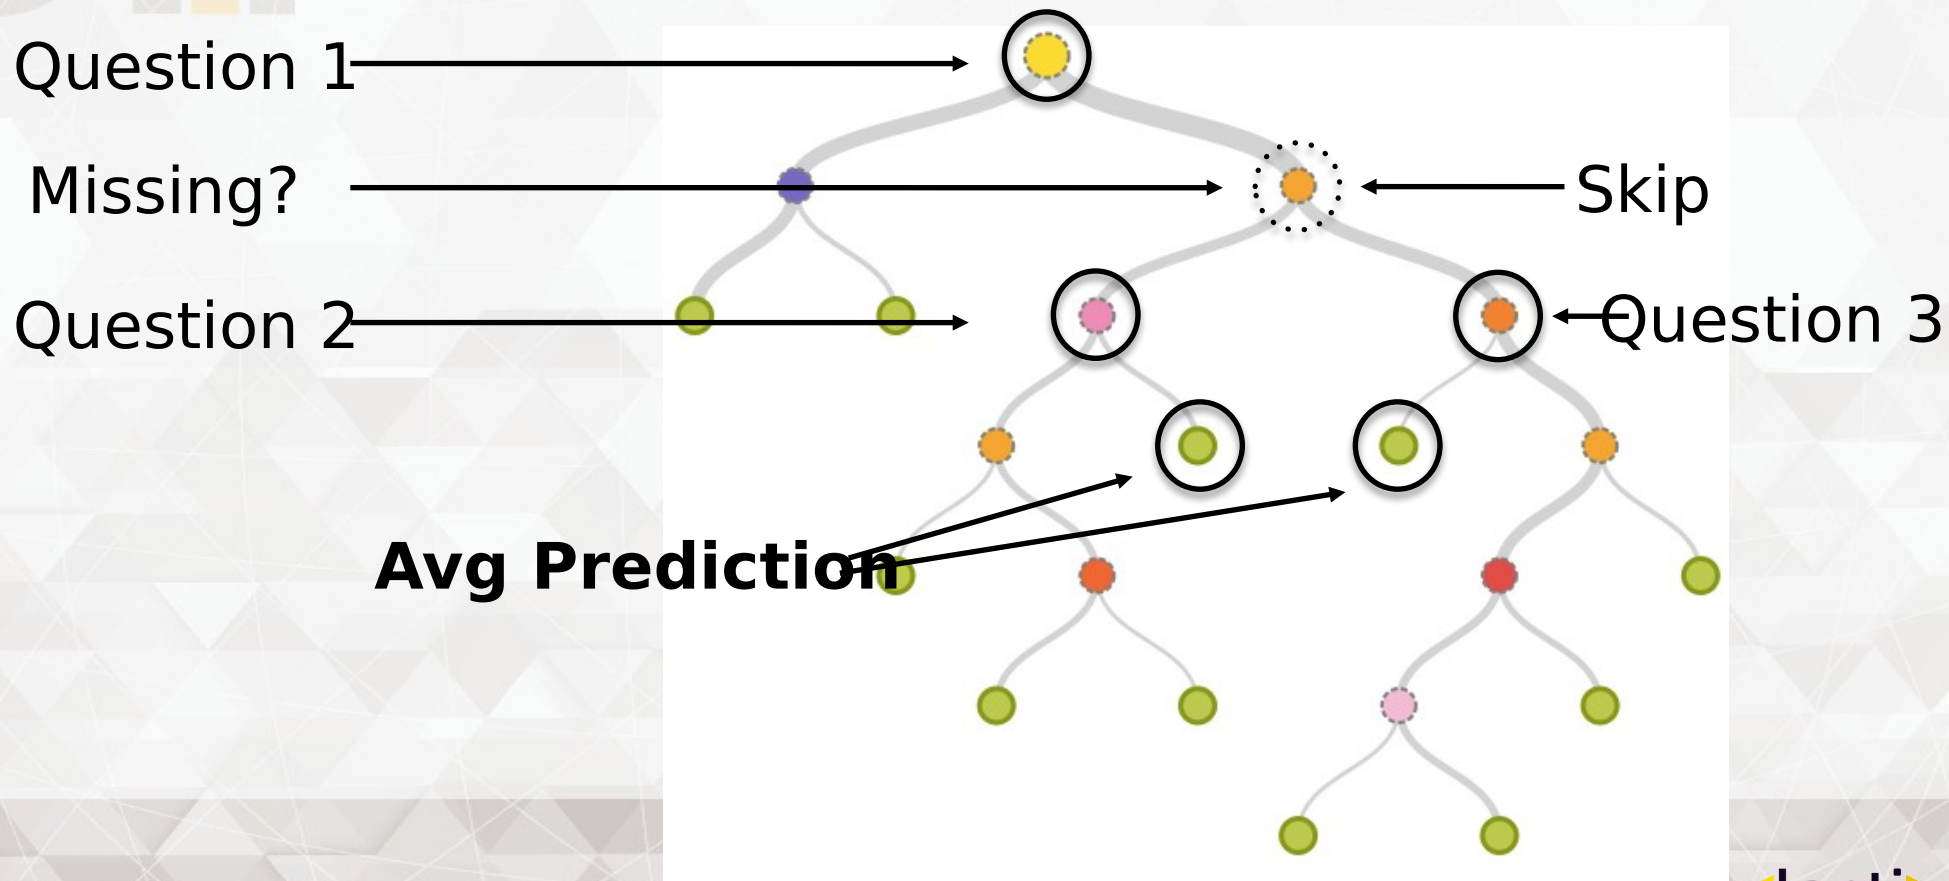 Question 1
Missing?
Skip
Question 2
Question 3
Avg Prediction